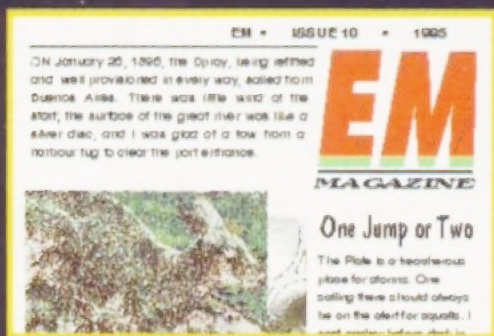 EM • ISSUE 10 • 1995
ON January 26, 1896, the Spray, being refitted
and well provisioned in every way, sailed from
Buenos Aires. There was little wind at the
start; the surface of the great river was like a
silver disc, and I was glad of a tow from a
harbour tug to clear the port entrance.
EM
MAGAZINE
One Jump or Two
The Plate is a treacherous
place for storms. One
sailing there should always
be on the alert for squalls. I